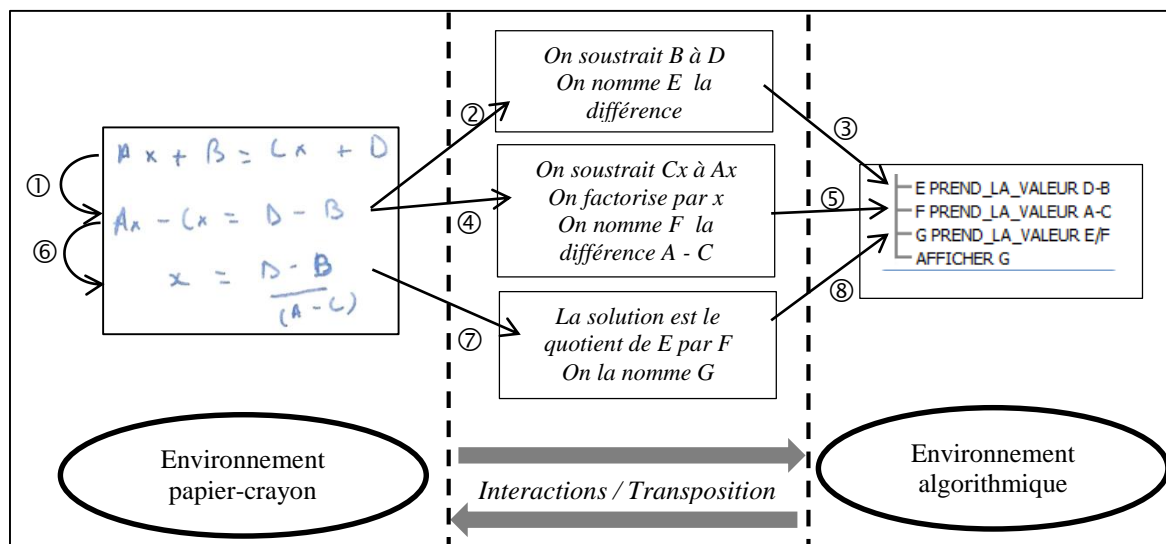 On soustrait B à D
On nomme E la
différence
②
③
Ax + B = Cx + D
①
Ax - Cx = D - B
⑥
x = D - B
(A - C)
On soustrait Cx à Ax
On factorise par x
On nomme F la
différence A - C
④
⑤
E PREND_LA_VALEUR D-B
F PREND_LA_VALEUR A-C
G PREND_LA_VALEUR E/F
AFFICHER G
⑧
⑦
La solution est le
quotient de E par F
On la nomme G
Environnement
papier-crayon
Interactions / Transposition
Environnement
algorithmique